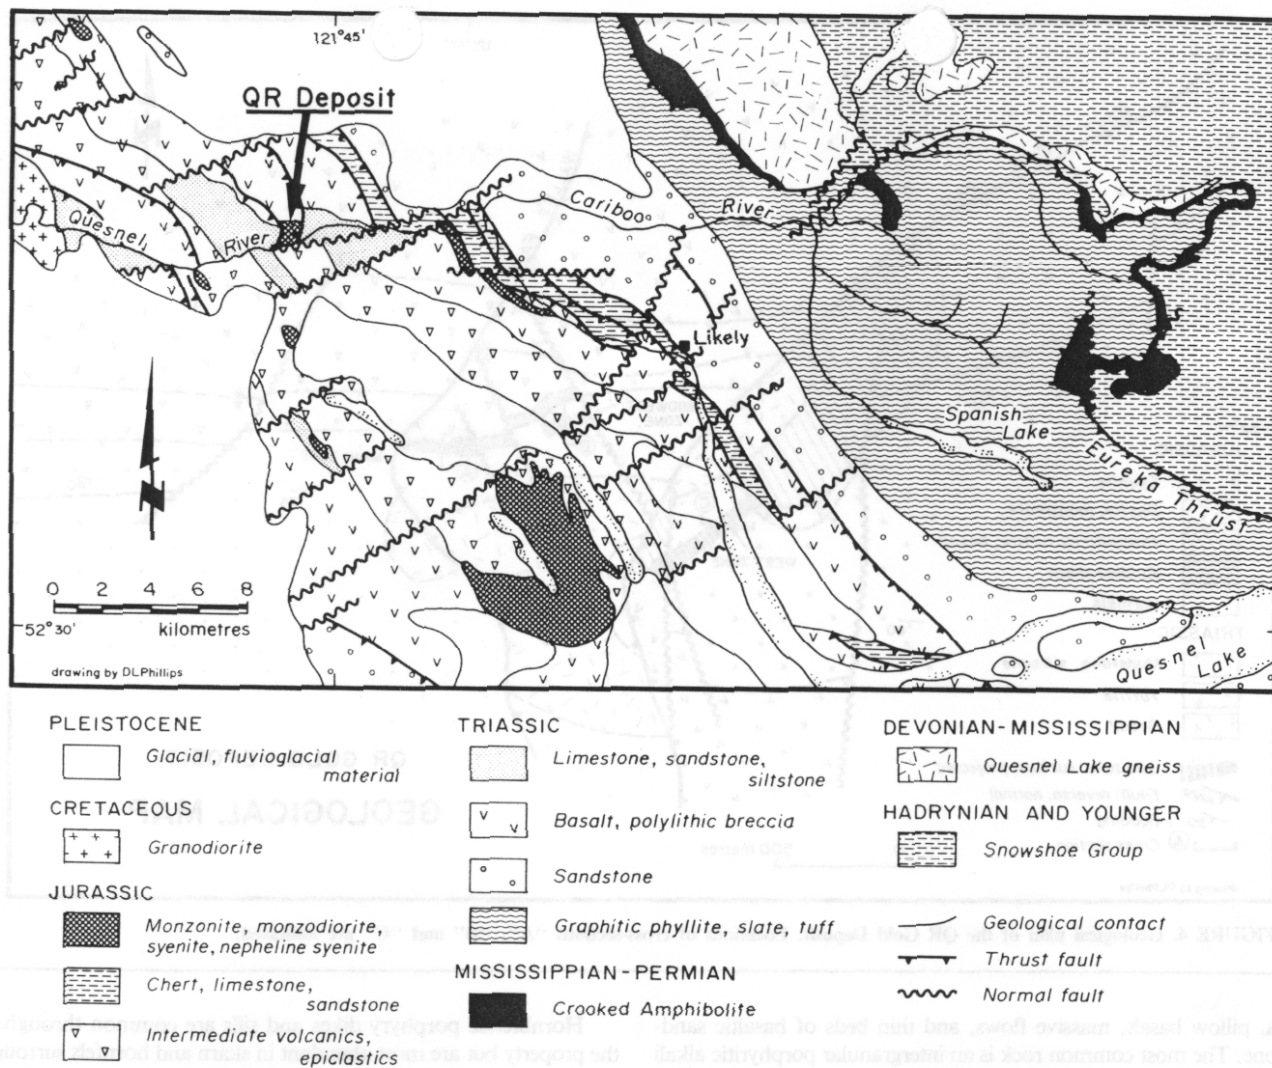 121°45'
QR Deposit
Quesnel
River
Cariboo
River
Likely
Spanish
Lake
Eureka Thrust
0 2 4 6 8
kilometres
52°30'
drawing by DLPhillips
Quesnel
Lake
PLEISTOCENE
Glacial, fluvioglacial
material
CRETACEOUS
Granodiorite
JURASSIC
Monzonite, monzodiorite,
syenite, nepheline syenite
Chert, limestone,
sandstone
Intermediate volcanics,
epiclastics
TRIASSIC
Limestone, sandstone,
siltstone
Basalt, polylithic breccia
Sandstone
Graphitic phyllite, slate, tuff
MISSISSIPPIAN-PERMIAN
Crooked Amphibolite
DEVONIAN-MISSISSIPPIAN
Quesnel Lake gneiss
HADRYNIAN AND YOUNGER
Snowshoe Group
Geological contact
Thrust fault
Normal fault